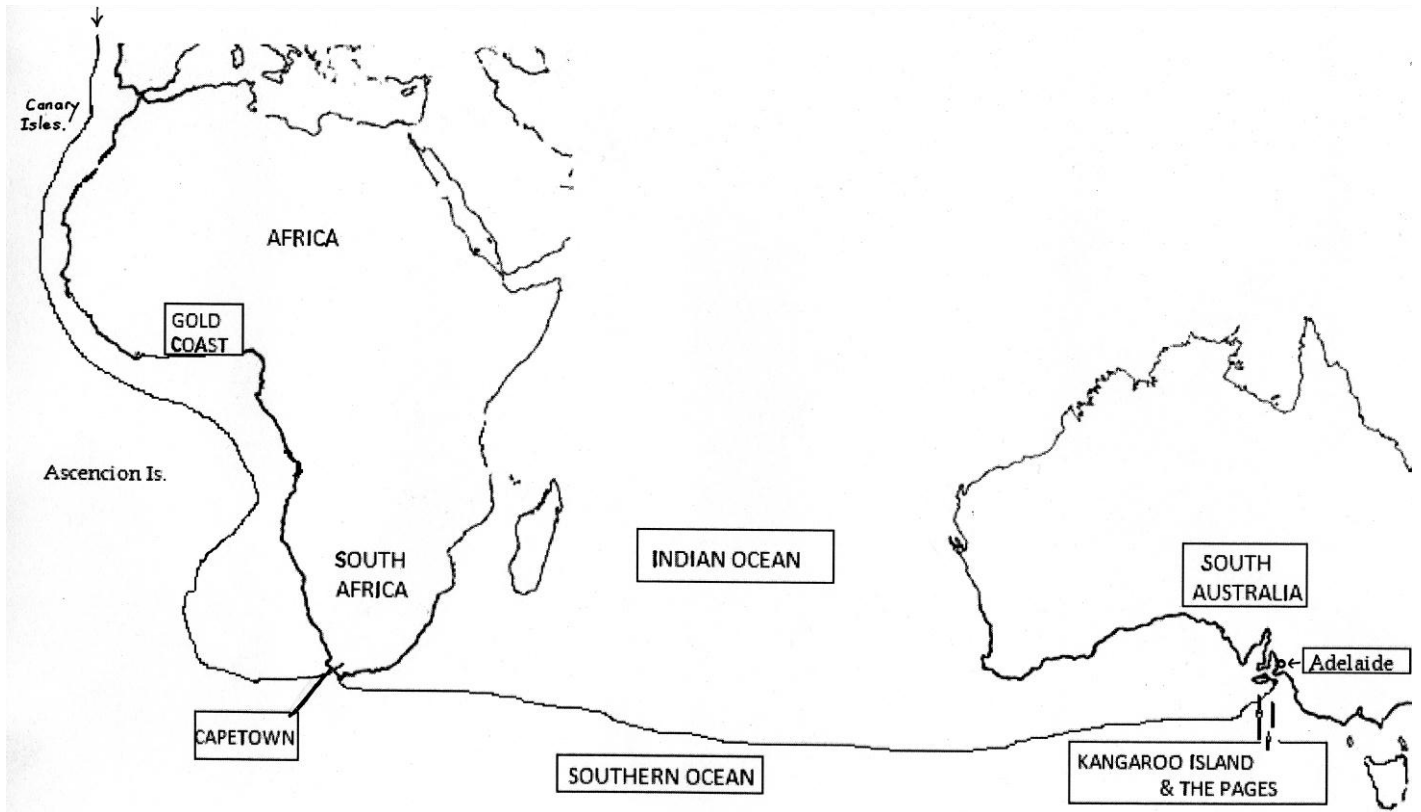 Canary
Isles.
AFRICA
GOLD
COAST
Ascencion Is.
SOUTH
AFRICA
INDIAN OCEAN
SOUTH
AUSTRALIA
Adelaide
CAPETOWN
SOUTHERN OCEAN
KANGAROO ISLAND
& THE PAGES